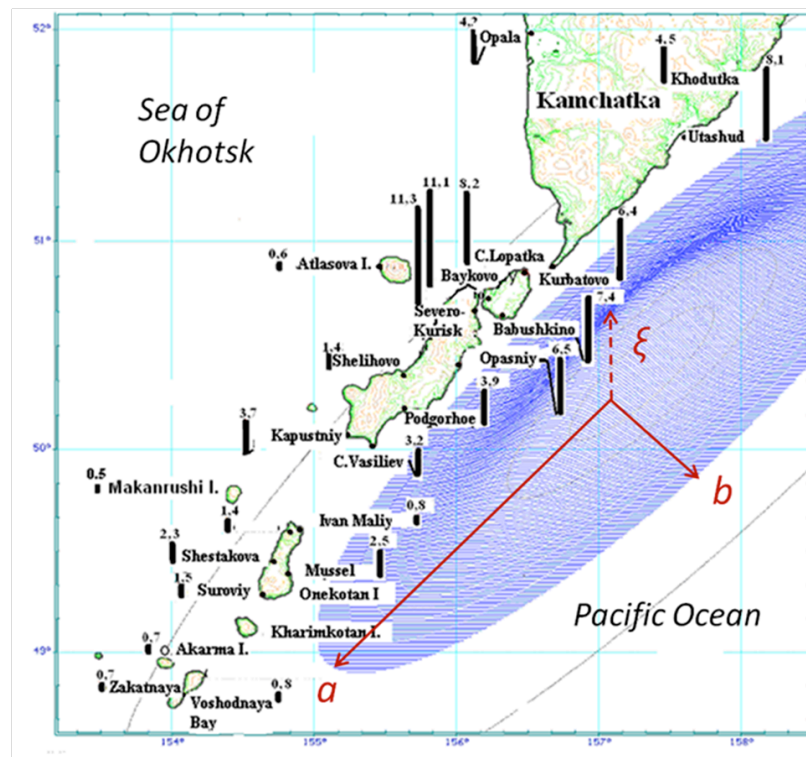 52°
4.2
Opala
4.5
Khodutka
8.1
Kamchatka
Sea of
Okhotsk
Utashud
11.3
11.1
8.2
6.4
51°
0.6
Atlasova I.
C.Lopatka
Baykovo
Kurbatovo
7.4
Severo-
Kurisk
Babushkino
ξ
1.4
Shelihovo
Opasniy
6.5
3.9
3.7
Podgorhoe
50°
Kapustniy
3.2
C.Vasiliev
b
0.5
Makanrushi I.
1.4
0.8
Ivan Maliy
2.3
Shestakova
2.5
Mussel
1.5
Suroviy
Onekotan I
Pacific Ocean
Kharimkotan I.
49°
0.7
Akarma I.
a
0.7
Zakatnaya
0.8
Voshodnaya
Bay
154°
155°
156°
157°
158°